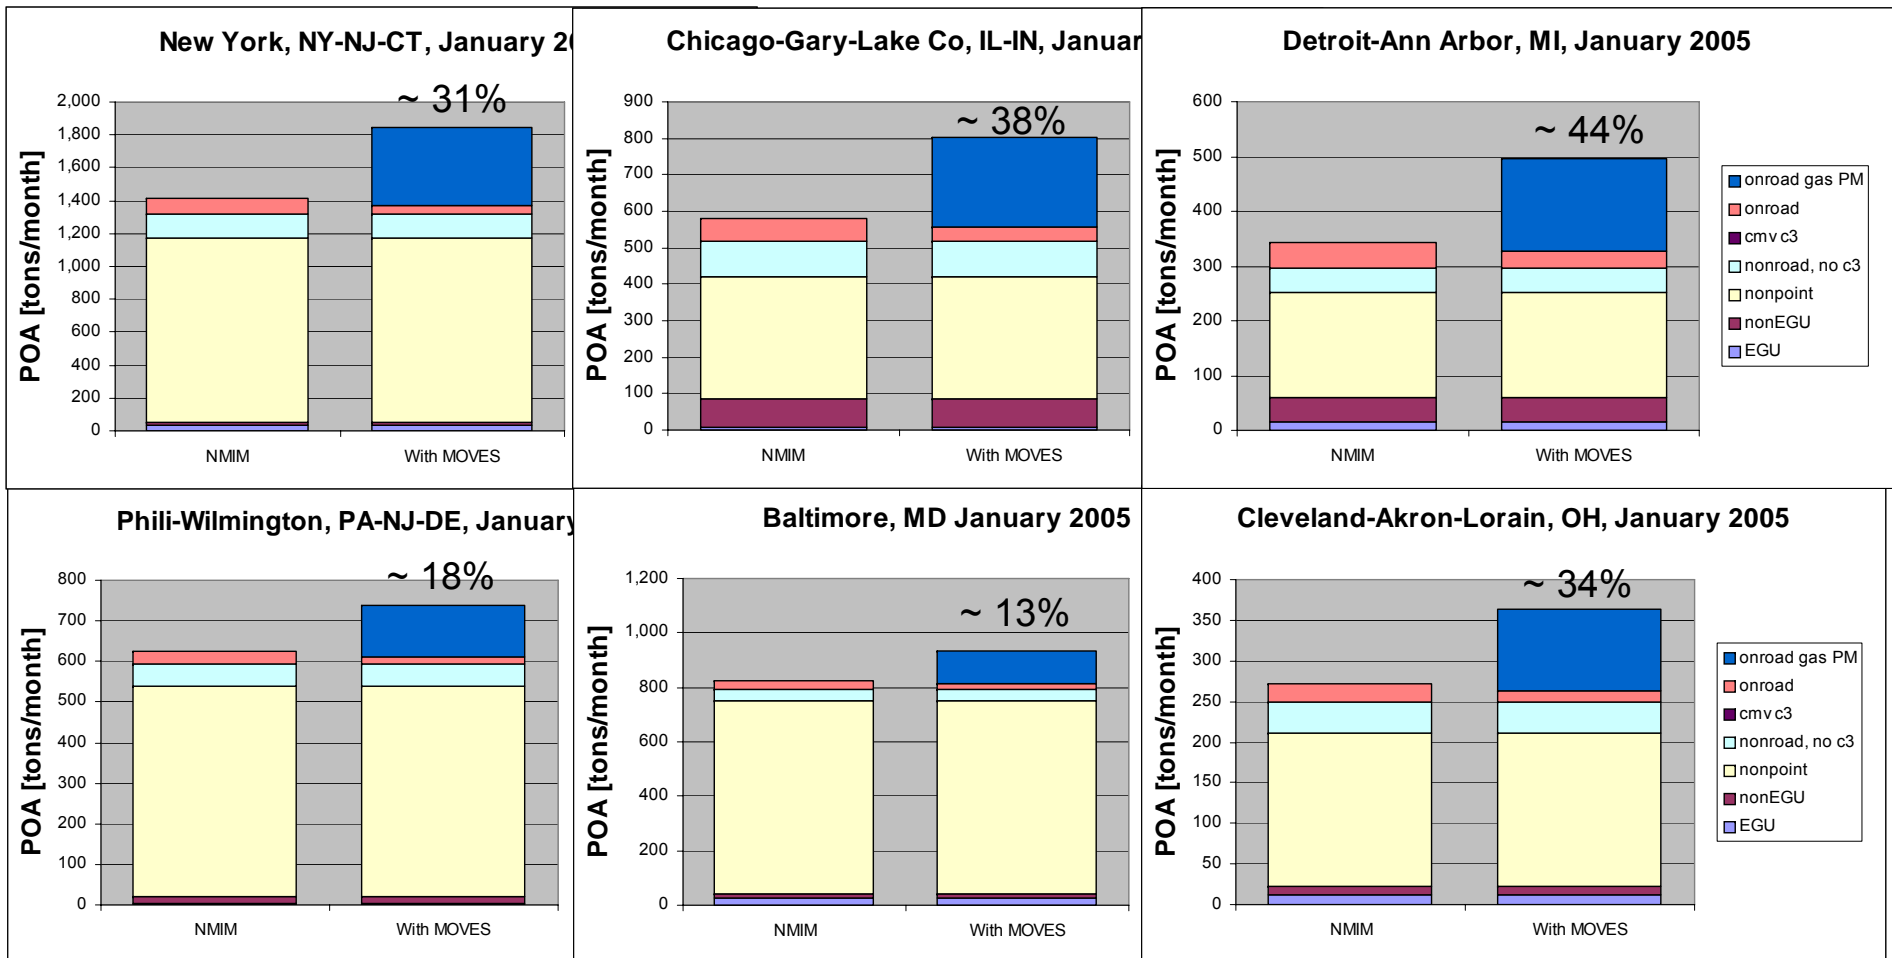 New York, NY-NJ-CT, January 20
~ 31%
POA [tons/month]
2,000
1,800
1,600
1,400
1,200
1,000
800
600
400
200
0
NMIM
With MOVES
Chicago-Gary-Lake Co, IL-IN, Januar
~ 38%
POA [tons/month]
900
800
700
600
500
400
300
200
100
0
NMIM
With MOVES
Detroit-Ann Arbor, MI, January 2005
~ 44%
POA [tons/month]
600
500
400
300
200
100
0
NMIM
With MOVES
onroad gas PM
onroad
cmv c3
nonroad, no c3
nonpoint
nonEGU
EGU
Phili-Wilmington, PA-NJ-DE, January
~ 18%
POA [tons/month]
800
700
600
500
400
300
200
100
0
NMIM
With MOVES
Baltimore, MD January 2005
~ 13%
POA [tons/month]
1,200
1,000
800
600
400
200
0
NMIM
With MOVES
Cleveland-Akron-Lorain, OH, January 2005
~ 34%
POA [tons/month]
400
350
300
250
200
150
100
50
0
NMIM
With MOVES
onroad gas PM
onroad
cmv c3
nonroad, no c3
nonpoint
nonEGU
EGU